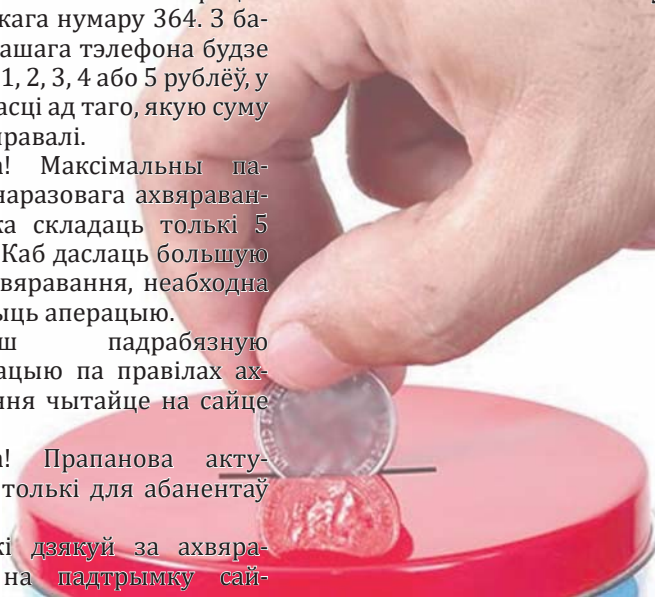 кага нумару 364. З ба-
ашага тэлефона будзе
1, 2, 3, 4 або 5 рублёў, у
асці ад таго, якую суму
равалі.
а! Максімальны па-
наразовага ахвяраван-
ка складаць толькі 5
Каб даслаць большую
вяравання, неабходна
ыць аперацыю.
ш падрабязную
ацыю па правілах ах-
ння чытайце на сайце
а! Прапанова акту-
толькі для абанентаў
кі дзякуй за ахвяра-
на падтрымку сай-